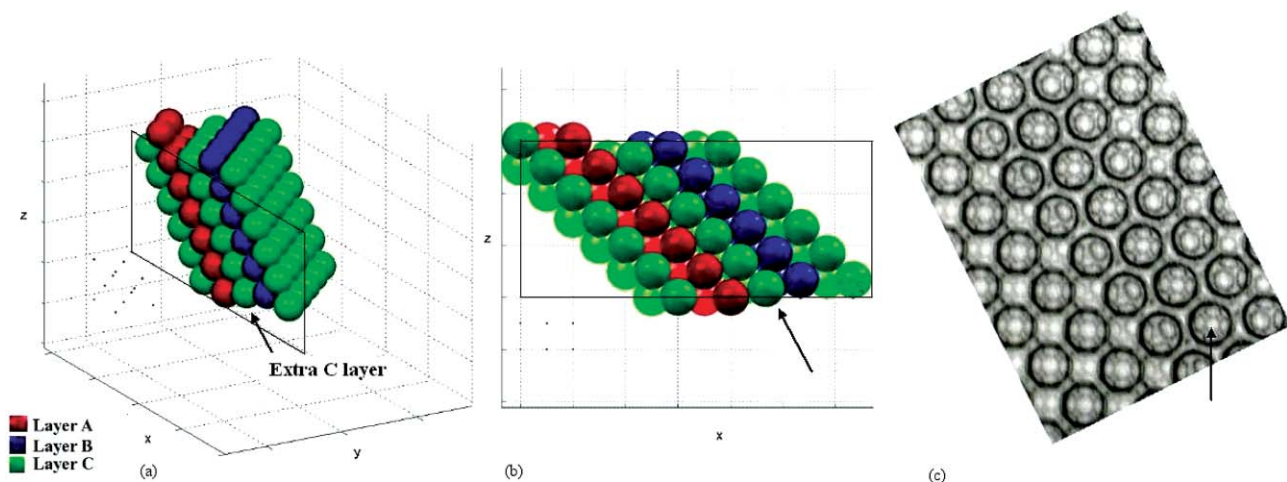 z
x
y
Extra C layer
Layer A
Layer B
Layer C
(a)
z
x
(b)
(c)